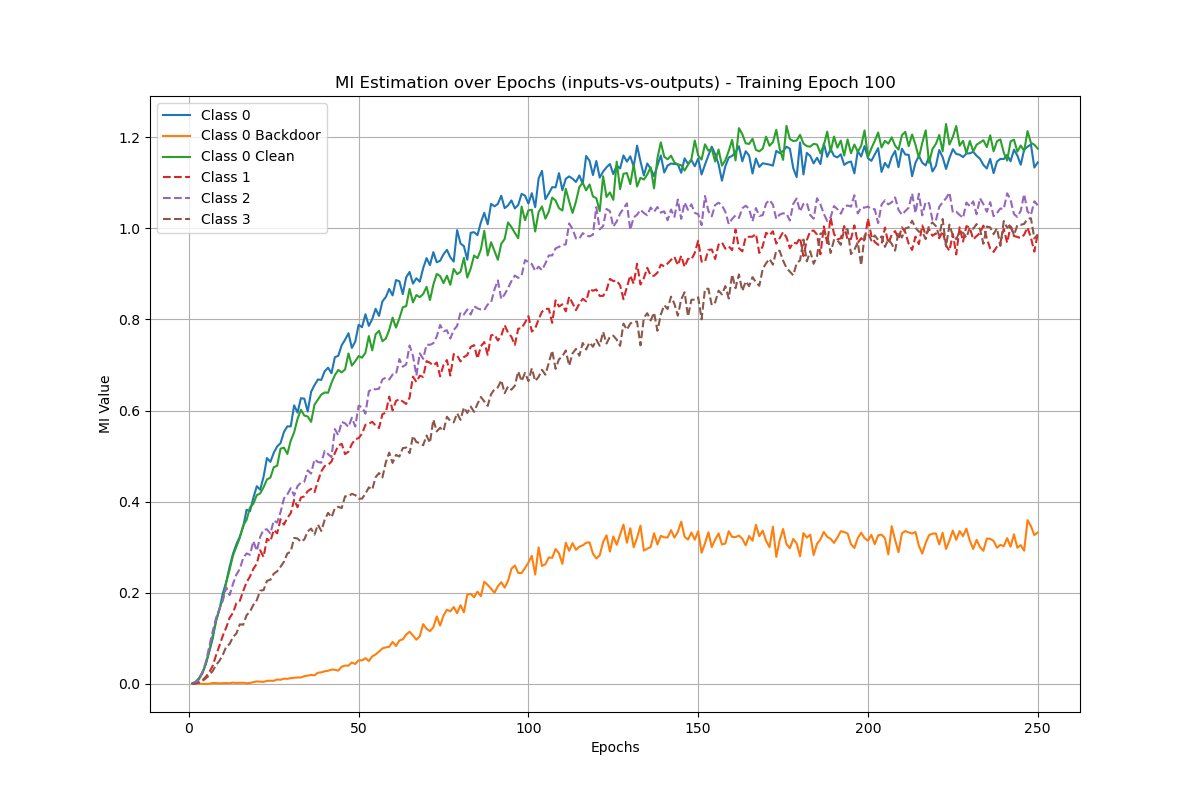 MI Estimation over Epochs (inputs-vs-outputs) - Training Epoch 100
Class 0
Class 0 Backdoor
Class 0 Clean
Class 1
Class 2
Class 3
MI Value
1.2
1.0
0.8
0.6
0.4
0.2
0.0
0 50 100 150 200 250
Epochs